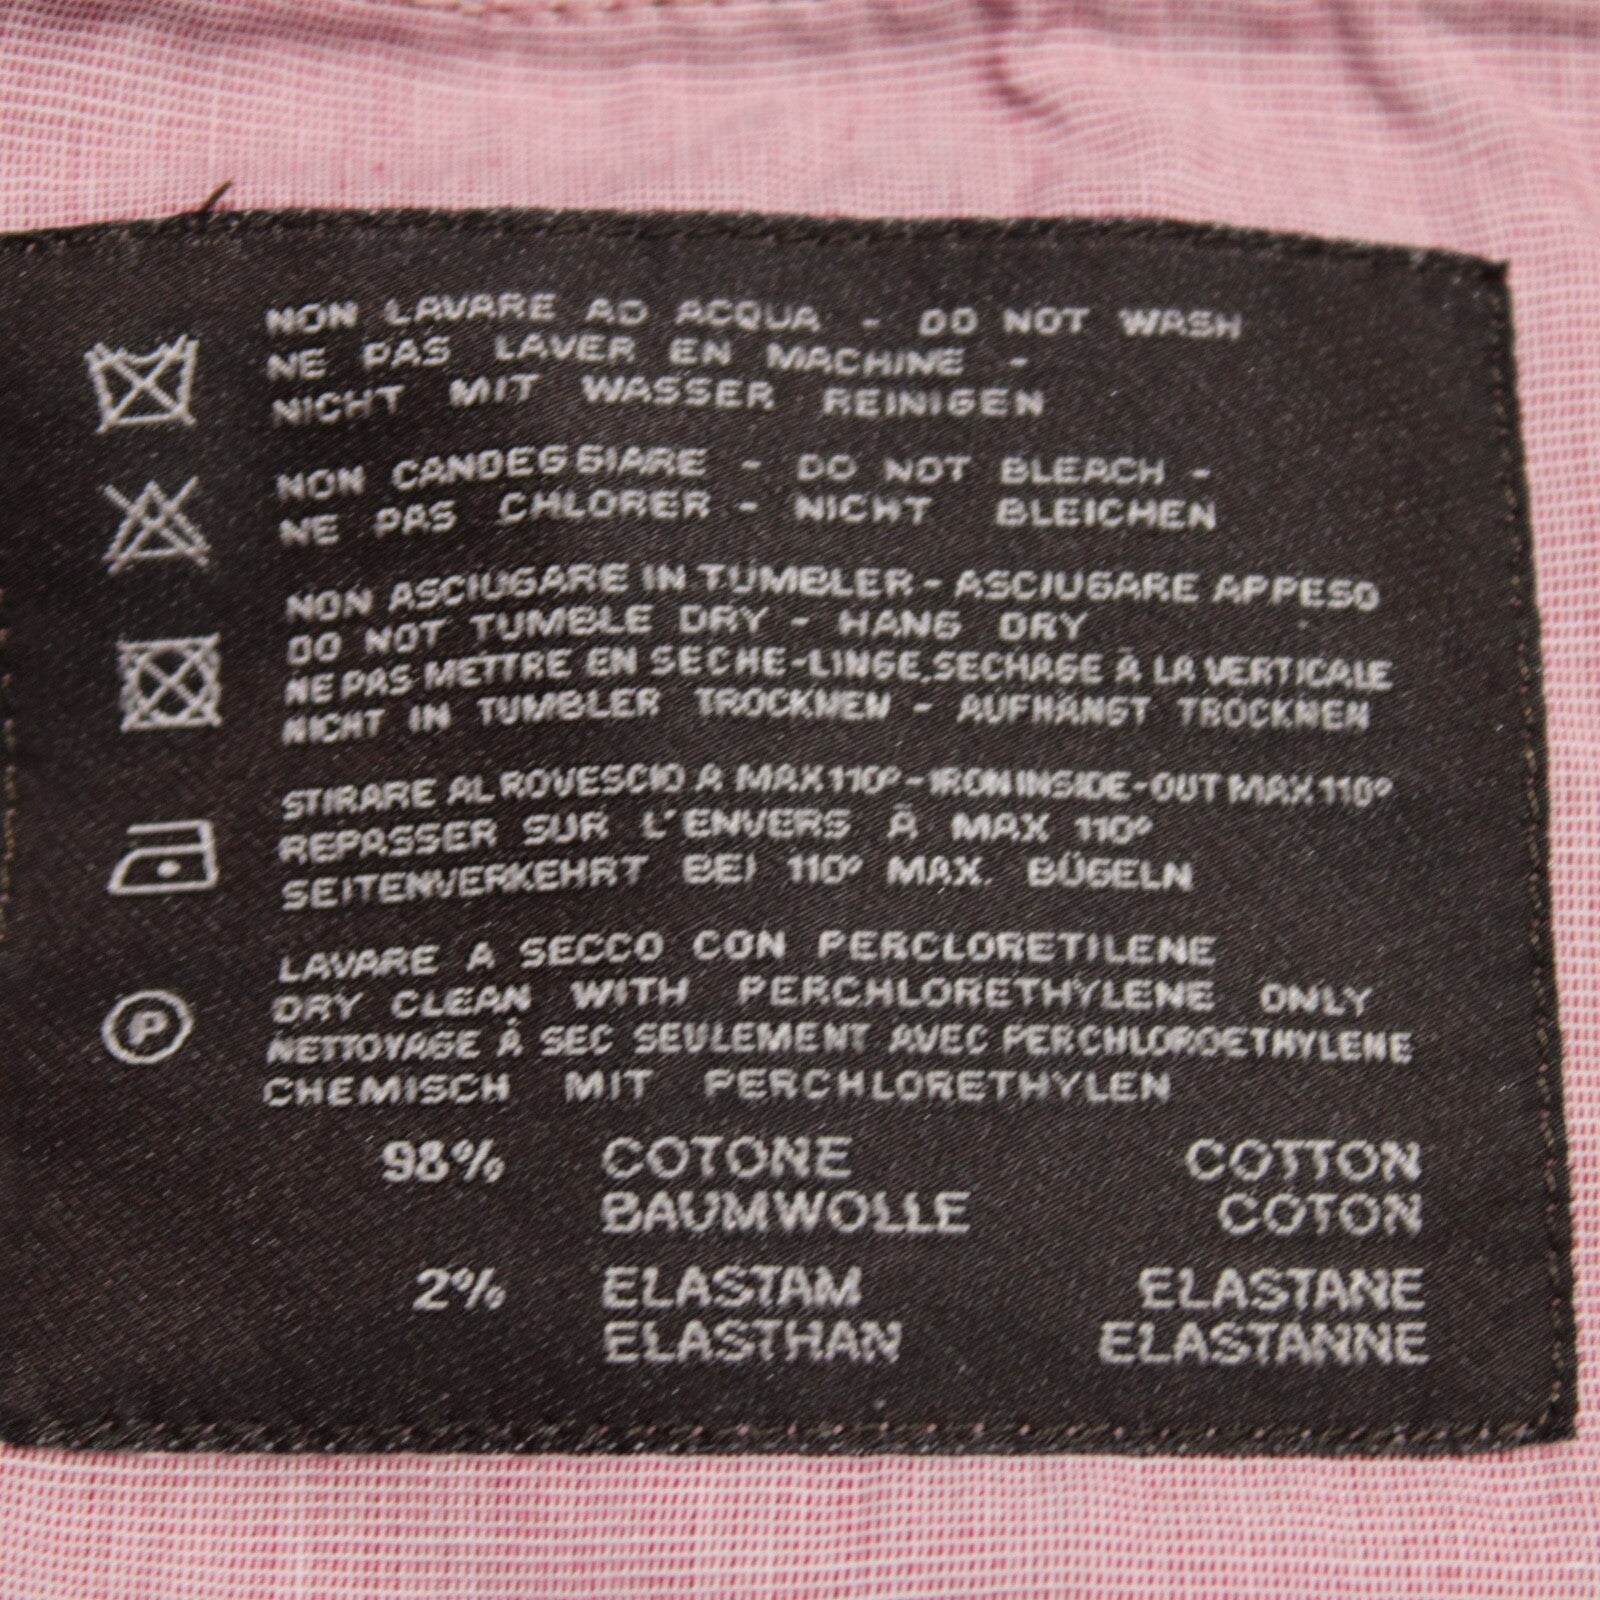 NON LAVARE AD ACQUA - DO NOT WASH
NE PAS LAVER EN MACHINE -
NICHT MIT WASSER REINIGEN
NON CANDEGGIARE - DO NOT BLEACH -
NE PAS CHLORER - NICHT BLEICHEN
NON ASCIUGARE IN TUMBLER - ASCIUGARE APPESO
DO NOT TUMBLE DRY - HANG DRY
NE PAS METTRE EN SECHE-LINGE, SECHAGE À LA VERTICALE
NICHT IN TUMBLER TROCKNEN - AUFHANGT TROCKNEN
STIRARE AL ROVESCIO A MAX 110° - IRON INSIDE-OUT MAX 110°
REPASSER SUR L'ENVERS À MAX 110°
SEITENVERKEHRT BEI 110° MAX. BÜGELN
LAVARE A SECCO CON PERCLORETILENE
DRY CLEAN WITH PERCHLORETHYLENE ONLY
P
NETTOYAGE À SEC SEULEMENT AVEC PERCHLOROETHYLENE
CHEMISCH MIT PERCHLORETHYLEN
98% COTONE COTTON
BAUMWOLLE COTON
2% ELASTAM ELASTANE
ELASTHAN ELASTANNE